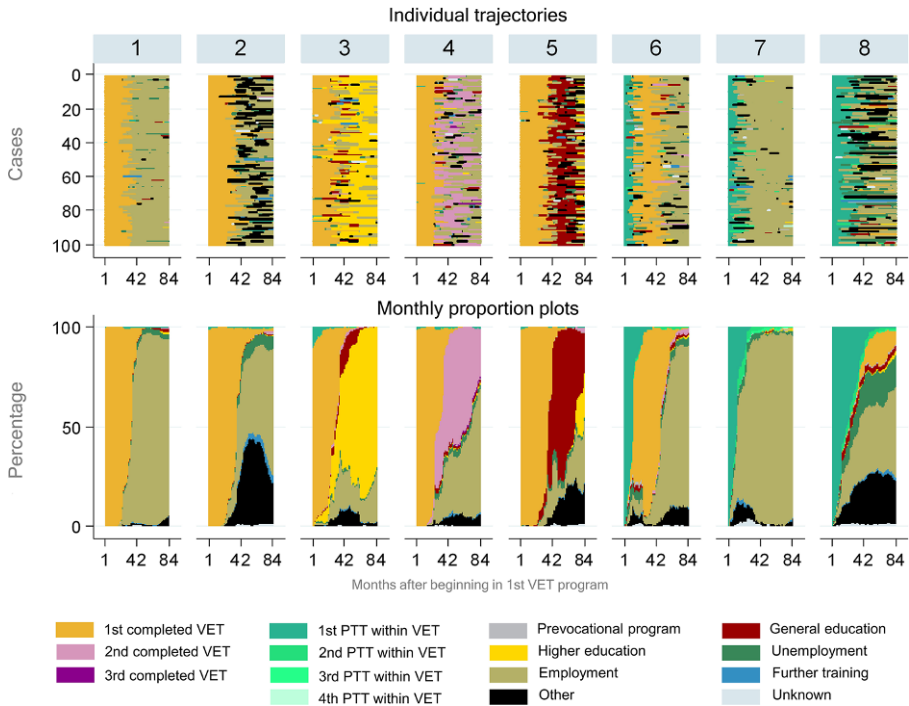 Individual trajectories
1 2 3 4 5 6 7 8
Cases
0
20
40
60
80
100
1 42 84 1 42 84 1 42 84 1 42 84 1 42 84 1 42 84 1 42 84 1 42 84
Monthly proportion plots
Percentage
100
50
0
1 42 84 1 42 84 1 42 84 1 42 84 1 42 84 1 42 84 1 42 84 1 42 84
Months after beginning in 1st VET program
1st completed VET
2nd completed VET
3rd completed VET
1st PTT within VET
2nd PTT within VET
3rd PTT within VET
4th PTT within VET
Prevocational program
Higher education
Employment
Other
General education
Unemployment
Further training
Unknown